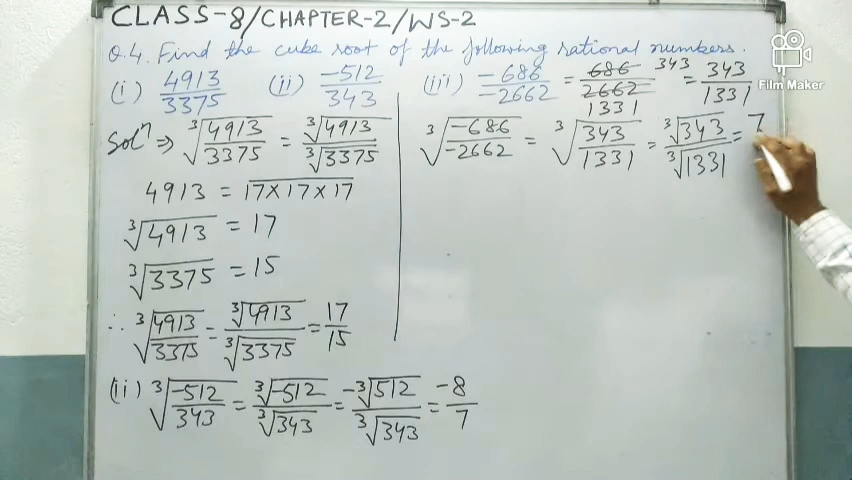 CLASS-8/CHAPTER-2/WS-2
Q.4. Find the cube root of the following rational numbers.
(i) 4913/3375 (ii) -512/343 (iii) -686/-2662 = 686/2662 343/1331 = 343/1331
Solⁿ ⇒ ∛(4913/3375) = ∛4913/∛3375
4913 = 17×17×17
∛4913 = 17
∛3375 = 15
∴ ∛(4913/3375) = ∛4913/∛3375 = 17/15
(ii) ∛(-512/343) = ∛-512/∛343 = -∛512/∛343 = -8/7
∛(-686/-2662) = ∛(343/1331) = ∛343/∛1331 = 7
Film Maker